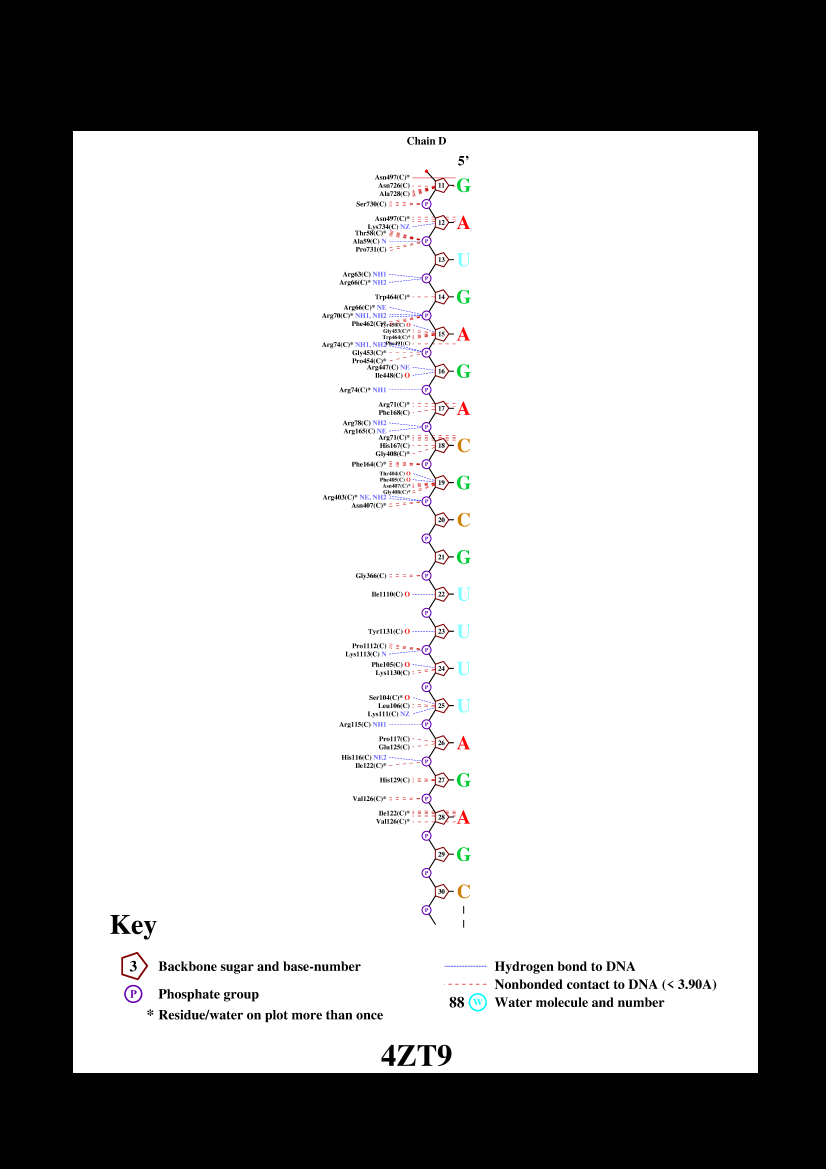 Chain D
5’
Asn497(C)*
Asn726(C)
Ala728(C)
11 G
Ser730(C)
P
Asn497(C)*
Lys734(C) NZ
12 A
Thr58(C)*
Ala59(C) N
Pro731(C)
P
13 U
Arg63(C) NH1
Arg66(C)* NH2
P
Trp464(C)*
14 G
Arg66(C)* NE
Arg70(C)* NH1, NH2
Phe462(C)*
P
Gly453(C)*
Trp464(C)*
15 A
Arg74(C)* NH1, NH2
Gly453(C)*
Pro454(C)*
P
Arg447(C) NE
Ile448(C) O
16 G
Arg74(C)* NH1
P
Arg71(C)*
Phe168(C)
17 A
Arg78(C) NH2
Arg165(C) NE
P
Arg71(C)*
His167(C)
Gly408(C)*
18 C
Phe164(C)*
P
Thr404(C) O
Phe405(C) O
Asn407(C)*
Gly408(C)*
19 G
Arg403(C)* NE, NH2
Asn407(C)*
P
20 C
P
21 G
Gly366(C)
P
Ile1110(C) O
22 U
P
Tyr1131(C) O
23 U
Pro1112(C)
Lys1113(C) N
P
Phe105(C) O
Lys1130(C)
24 U
P
Ser104(C)* O
Leu106(C)
Lys111(C) NZ
25 U
Arg115(C) NH1
P
Pro117(C)
Glu125(C)
26 A
His116(C) NE2
Ile122(C)*
P
His129(C)
27 G
Val126(C)*
P
Ile122(C)*
Val126(C)*
28 A
P
29 G
P
30 C
P
Key
3 Backbone sugar and base-number
P Phosphate group
* Residue/water on plot more than once
Hydrogen bond to DNA
Nonbonded contact to DNA (< 3.90A)
88 W Water molecule and number
4ZT9